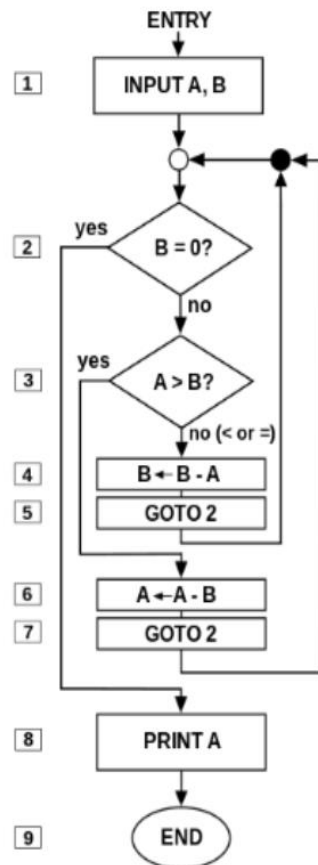 ENTRY
1 INPUT A, B
yes
2 B = 0?
no
yes
3 A > B?
no (< or =)
4 B ← B - A
5 GOTO 2
6 A ← A - B
7 GOTO 2
8 PRINT A
9 END